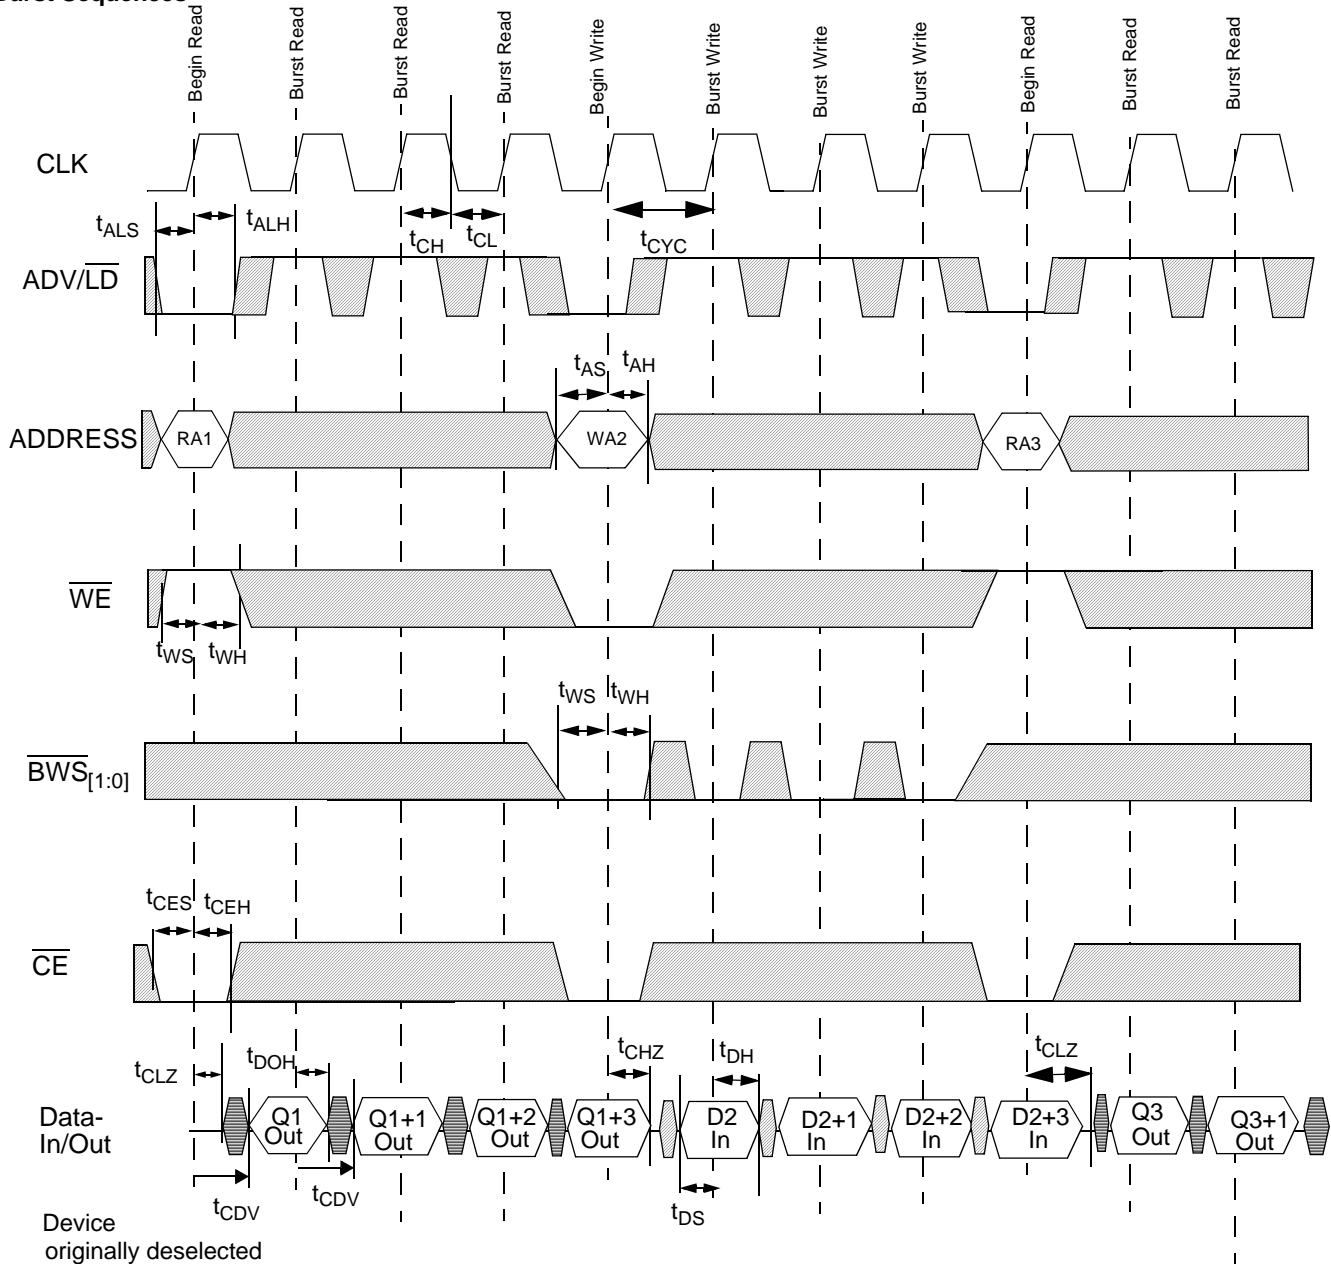 Burst Sequences
Begin Read
Burst Read
Burst Read
Burst Read
Begin Write
Burst Write
Burst Write
Burst Write
Begin Read
Burst Read
Burst Read
CLK
tALS
tALH
tCH
tCL
tCYC
ADV/LD
tAS
tAH
ADDRESS
RA1
WA2
RA3
WE
tWS
tWH
tWS
tWH
BWS[1:0]
tCES
tCEH
CE
tCLZ
tDOH
tCHZ
tDH
tCLZ
Data-
In/Out
Q1
Out
Q1+1
Out
Q1+2
Out
Q1+3
Out
D2
In
D2+1
In
D2+2
In
D2+3
In
Q3
Out
Q3+1
Out
tCDV
tCDV
tDS
Device
originally deselected